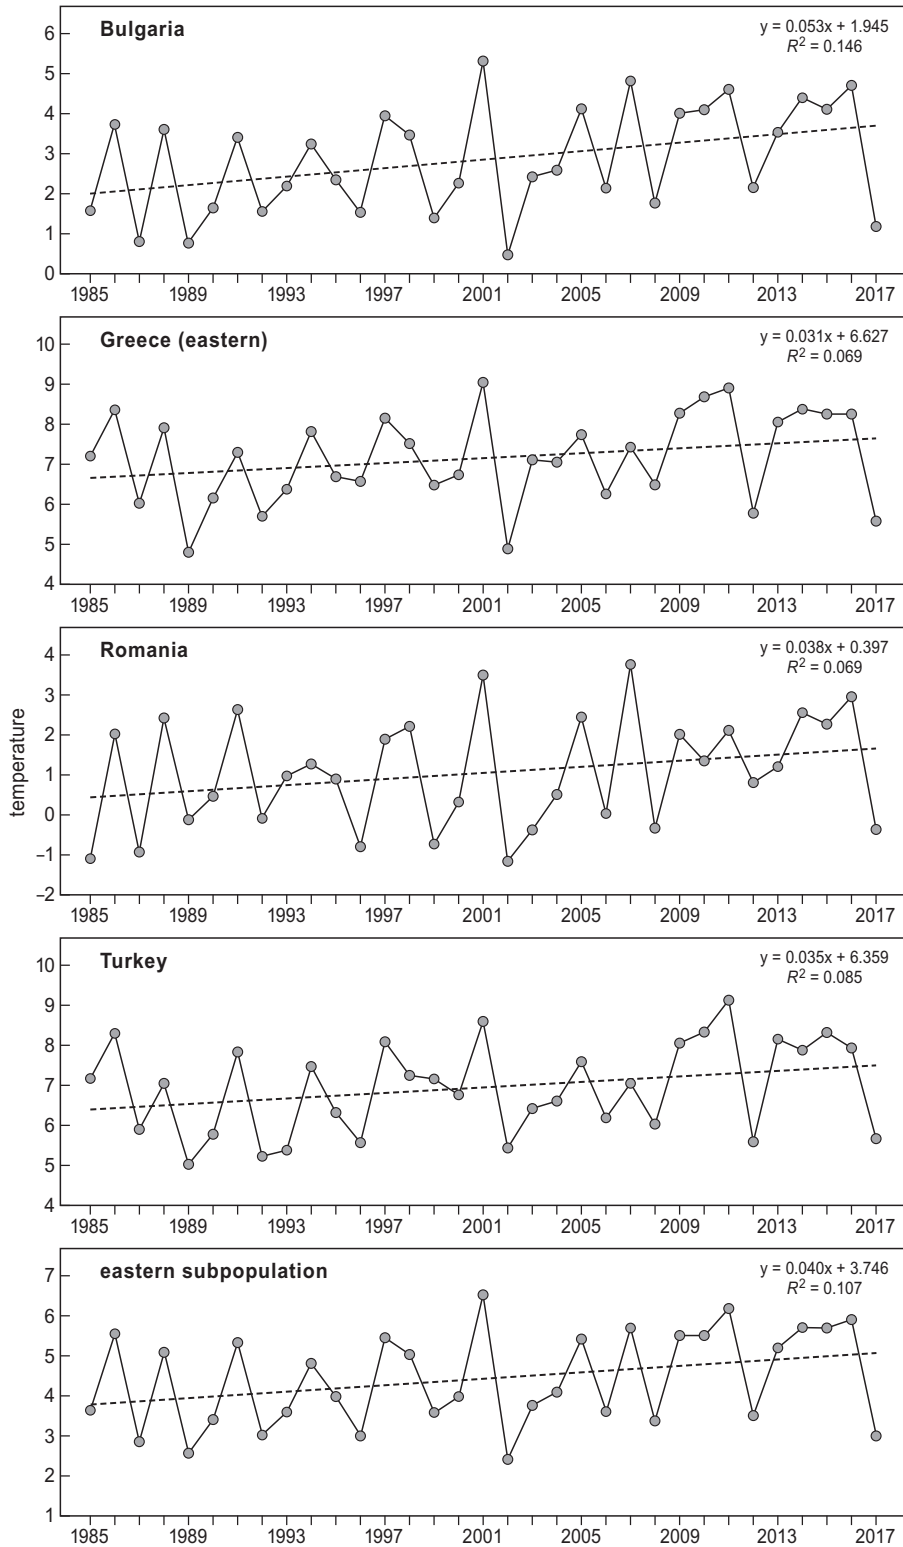 Bulgaria
y = 0.053x + 1.945
R² = 0.146
6
5
4
3
2
1
0
1985 1989 1993 1997 2001 2005 2009 2013 2017
Greece (eastern)
y = 0.031x + 6.627
R² = 0.069
10
9
8
7
6
5
4
1985 1989 1993 1997 2001 2005 2009 2013 2017
temperature
Romania
y = 0.038x + 0.397
R² = 0.069
4
3
2
1
0
−1
−2
1985 1989 1993 1997 2001 2005 2009 2013 2017
Turkey
y = 0.035x + 6.359
R² = 0.085
10
9
8
7
6
5
4
1985 1989 1993 1997 2001 2005 2009 2013 2017
eastern subpopulation
y = 0.040x + 3.746
R² = 0.107
7
6
5
4
3
2
1
1985 1989 1993 1997 2001 2005 2009 2013 2017